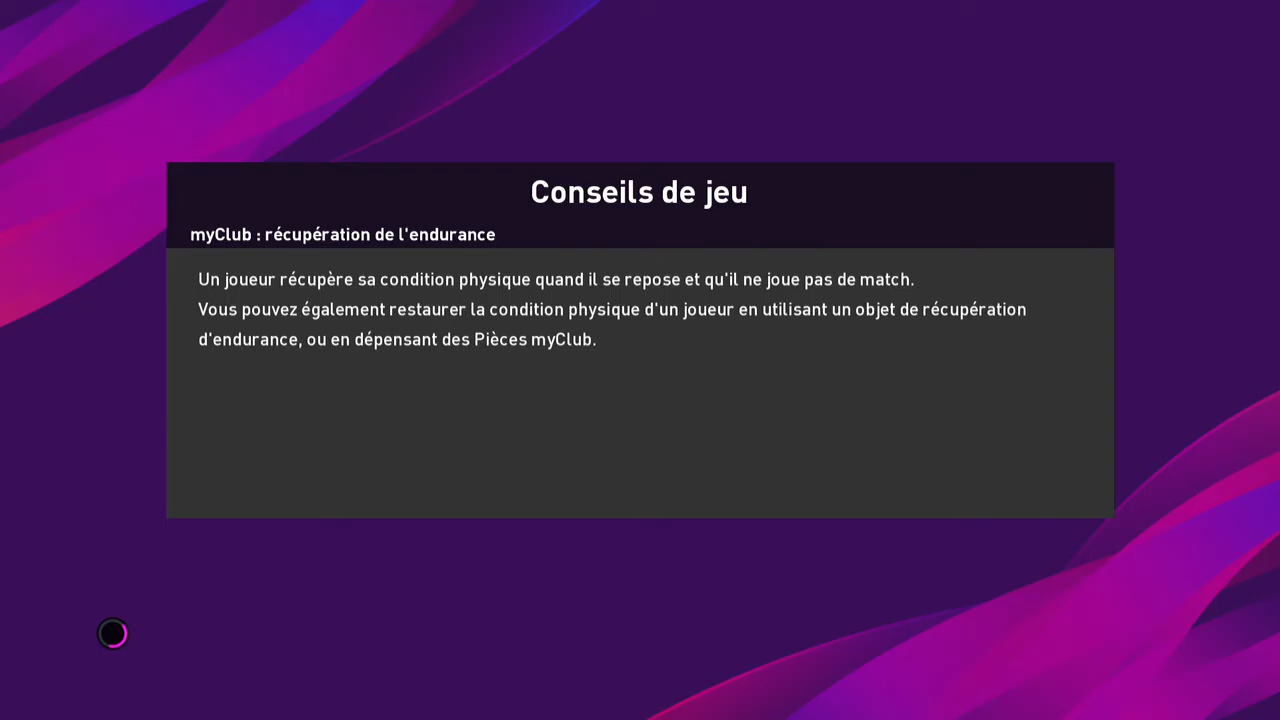 Conseils de jeu
myClub : récupération de l'endurance
Un joueur récupère sa condition physique quand il se repose et qu'il ne joue pas de match.
Vous pouvez également restaurer la condition physique d'un joueur en utilisant un objet de récupération
d'endurance, ou en dépensant des Pièces myClub.